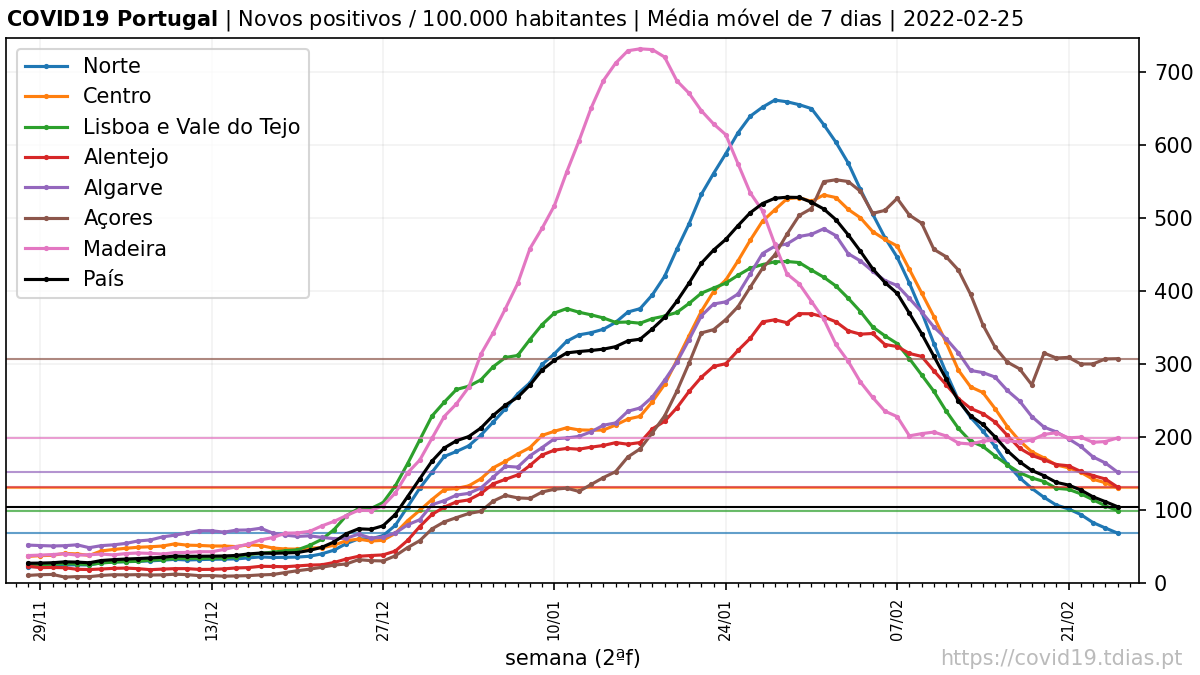 COVID19 Portugal | Novos positivos / 100.000 habitantes | Média móvel de 7 dias | 2022-02-25
Norte
Centro
Lisboa e Vale do Tejo
Alentejo
Algarve
Açores
Madeira
País
700
600
500
400
300
200
100
0
29/11
13/12
27/12
10/01
24/01
07/02
21/02
semana (2ªf)
https://covid19.tdias.pt